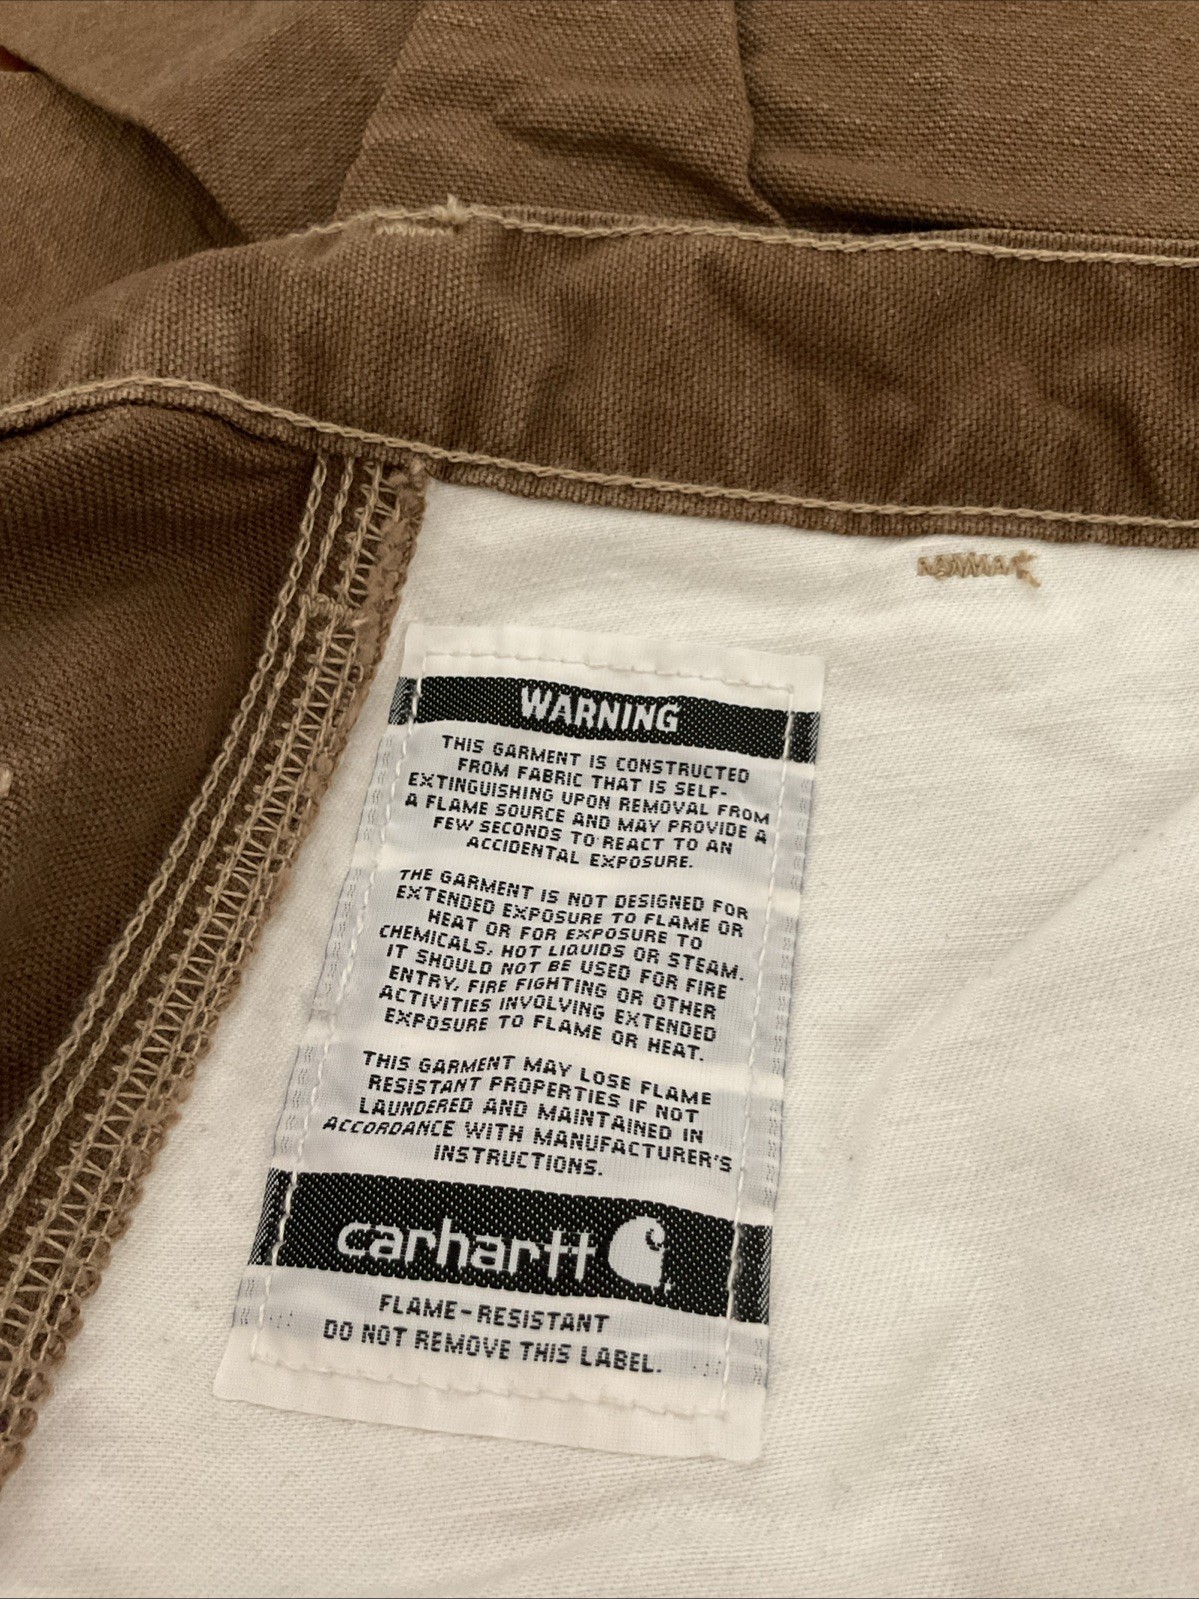 WARNING
THIS GARMENT IS CONSTRUCTED
FROM FABRIC THAT IS SELF-
EXTINGUISHING UPON REMOVAL FROM
A FLAME SOURCE AND MAY PROVIDE A
FEW SECONDS TO REACT TO AN
ACCIDENTAL EXPOSURE.
THE GARMENT IS NOT DESIGNED FOR
EXTENDED EXPOSURE TO FLAME OR
HEAT OR FOR EXPOSURE TO
CHEMICALS, HOT LIQUIDS OR STEAM.
IT SHOULD NOT BE USED FOR FIRE
ENTRY, FIRE FIGHTING OR OTHER
ACTIVITIES INVOLVING EXTENDED
EXPOSURE TO FLAME OR HEAT.
THIS GARMENT MAY LOSE FLAME
RESISTANT PROPERTIES IF NOT
LAUNDERED AND MAINTAINED IN
ACCORDANCE WITH MANUFACTURER'S
INSTRUCTIONS.
carhartt
FLAME-RESISTANT
DO NOT REMOVE THIS LABEL.